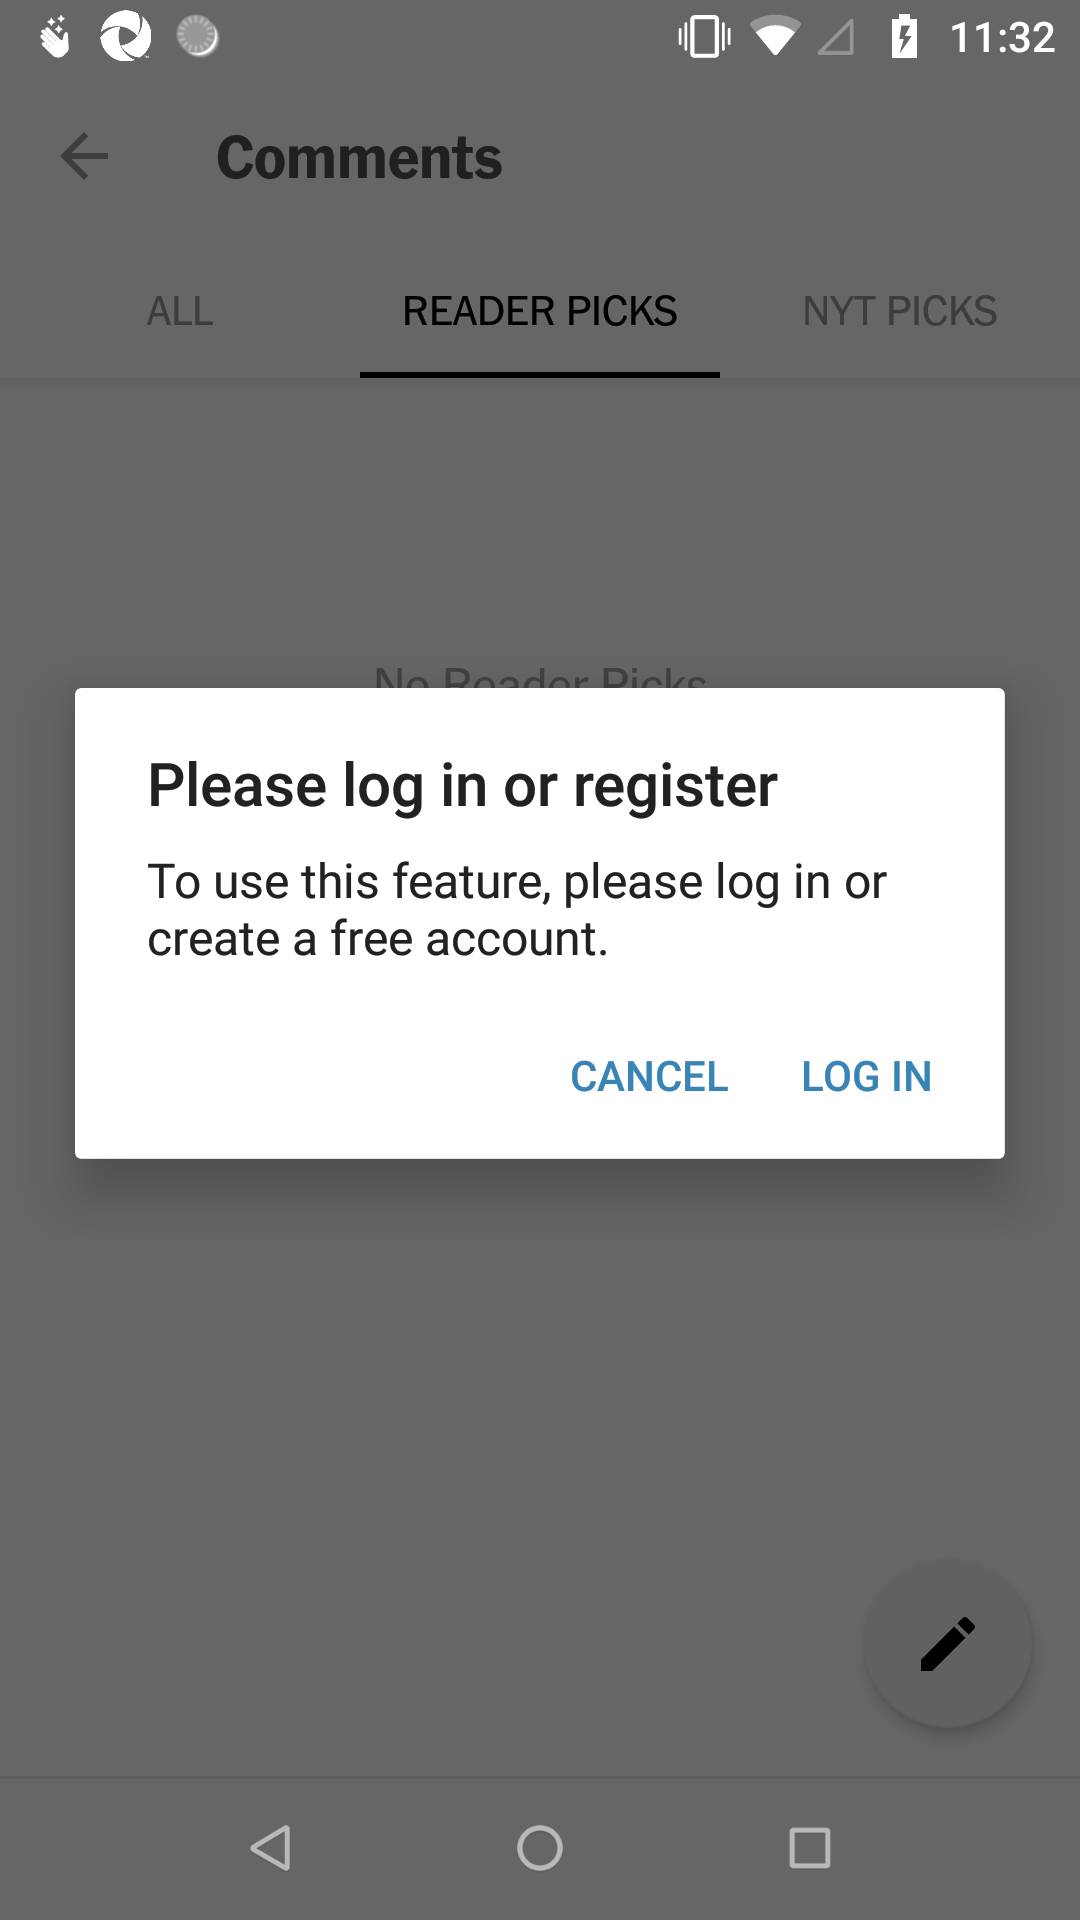 11:32
Comments
ALL
READER PICKS
NYT PICKS
No Reader Picks
Please log in or register
To use this feature, please log in or
create a free account.
CANCEL
LOG IN